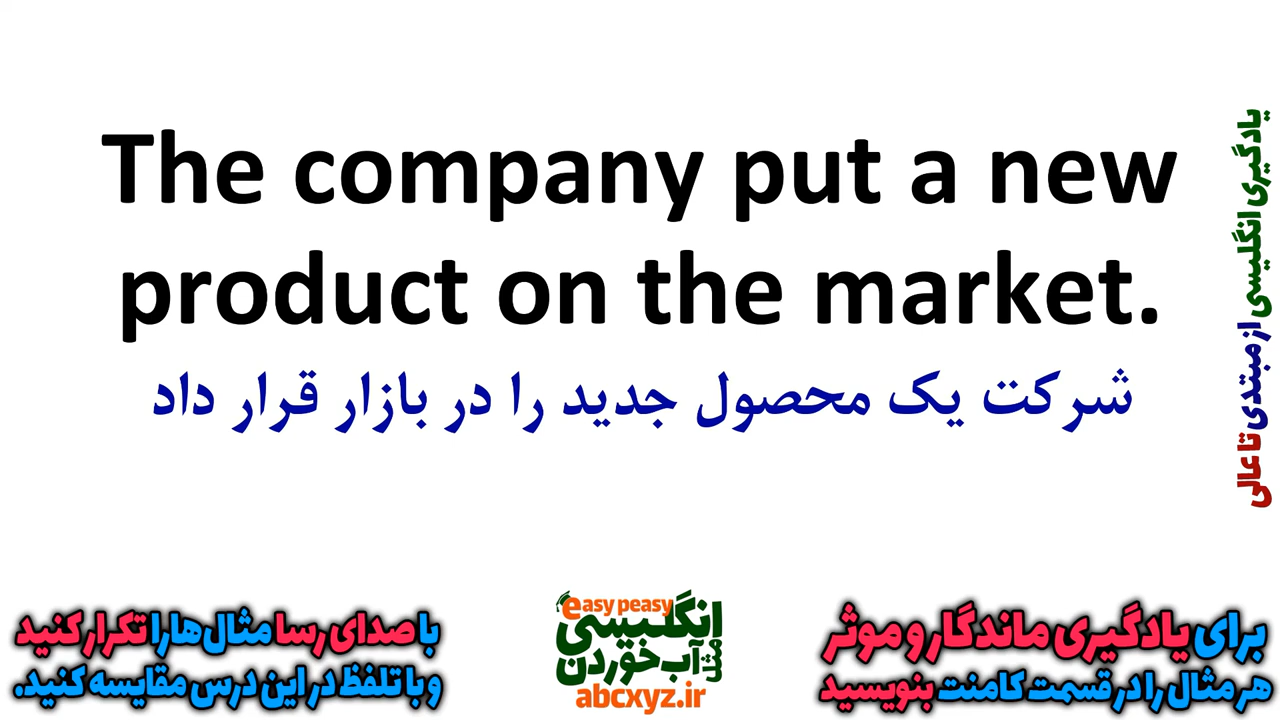 The company put a new
product on the market.
شرکت یک محصول جدید را در بازار قرار داد
یادگیری انگلیسی از مبتدی تا عالی
برای یادگیری ماندگار و موثر
هر مثال را در قسمت کامنت بنویسید
easy peasy
انگلیسی
مثل آب خوردن
abcxyz.ir
با صدای رسا مثال‌ها را تکرار کنید
و با تلفظ در این درس مقایسه کنید.